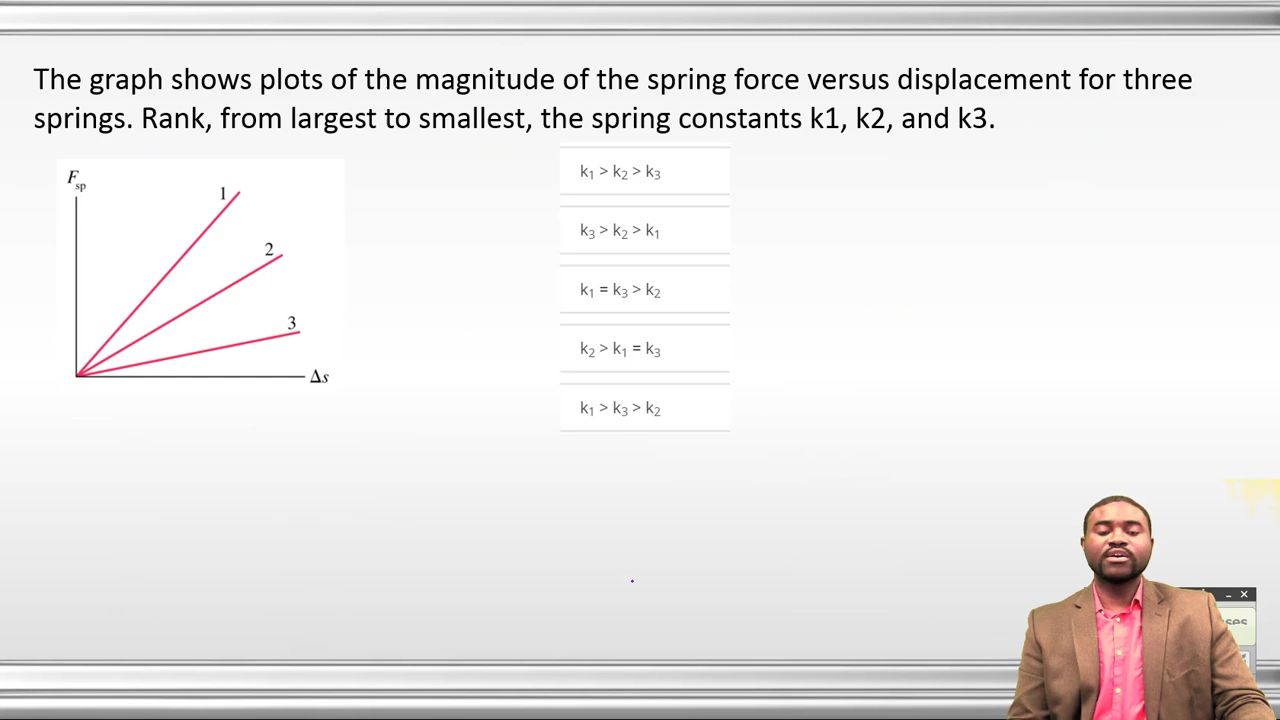 The graph shows plots of the magnitude of the spring force versus displacement for three
springs. Rank, from largest to smallest, the spring constants k1, k2, and k3.
F sp
1
2
3
Δs
k₁ > k₂ > k₃
k₃ > k₂ > k₁
k₁ = k₃ > k₂
k₂ > k₁ = k₃
k₁ > k₃ > k₂